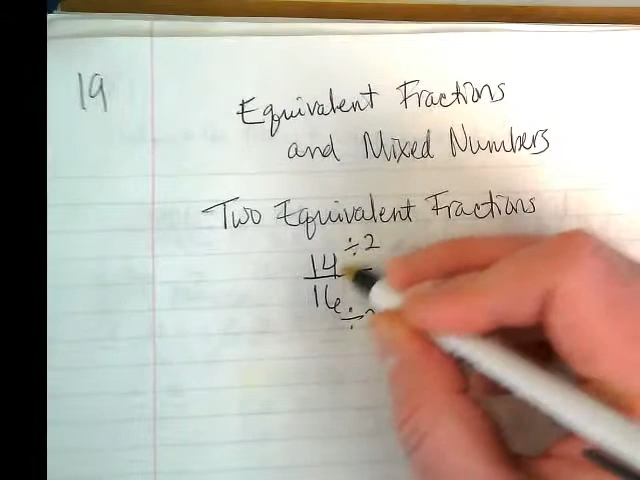 19
Equivalent Fractions
and Mixed Numbers
Two Equivalent Fractions
÷2
14
16
÷